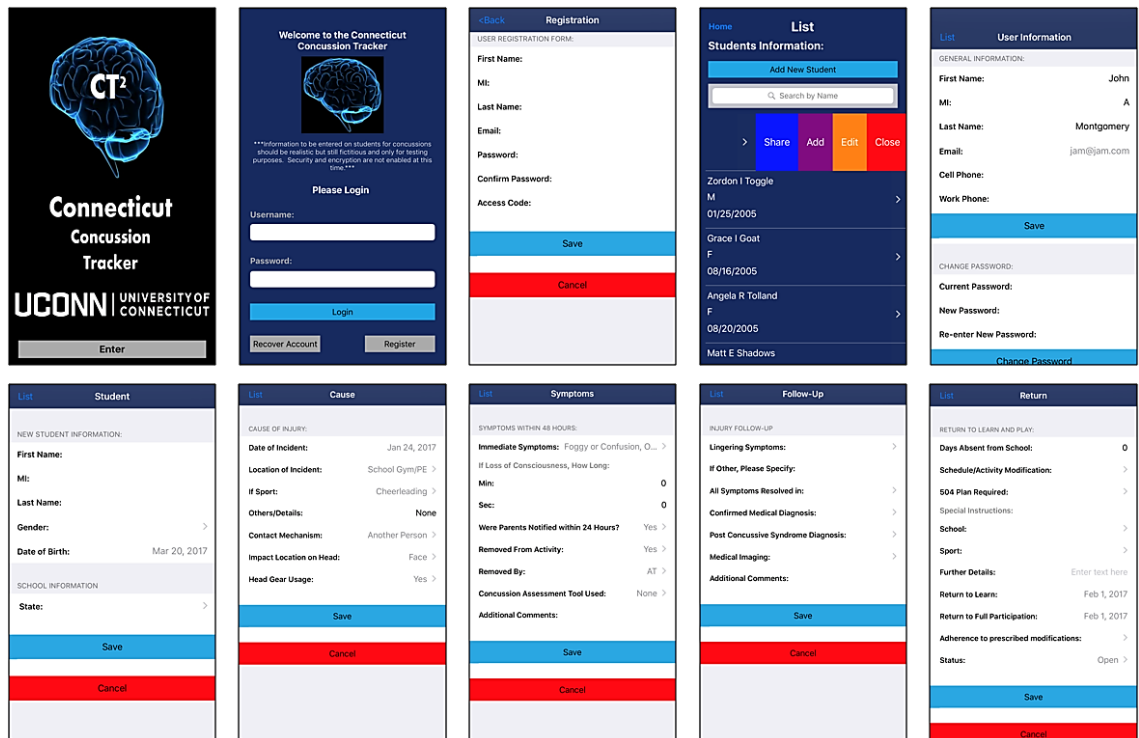 CT²
Connecticut
Concussion
Tracker
UCONN | UNIVERSITY OF
CONNECTICUT
Enter
Welcome to the Connecticut
Concussion Tracker
***Information to be entered on students for concussions
should be realistic but still fictitious and only for testing
purposes. Security and encryption are not enabled at this
time.***
Please Login
Username:
Password:
Login
Recover Account Register
<Back Registration
USER REGISTRATION FORM:
First Name:
MI:
Last Name:
Email:
Password:
Confirm Password:
Access Code:
Save
Cancel
Home List
Students Information:
Add New Student
Search by Name
> Share Add Edit Close
Zordon I Toggle
M >
01/25/2005
Grace I Goat
F >
08/16/2005
Angela R Tolland
F >
08/20/2005
Matt E Shadows
List User Information
GENERAL INFORMATION:
First Name: John
MI: A
Last Name: Montgomery
Email: jam@jam.com
Cell Phone:
Work Phone:
Save
CHANGE PASSWORD:
Current Password:
New Password:
Re-enter New Password:
Change Password
List Student
NEW STUDENT INFORMATION:
First Name:
MI:
Last Name:
Gender: >
Date of Birth: Mar 20, 2017
SCHOOL INFORMATION
State: >
Save
Cancel
List Cause
CAUSE OF INJURY:
Date of Incident: Jan 24, 2017
Location of Incident: School Gym/PE >
If Sport: Cheerleading >
Others/Details: None
Contact Mechanism: Another Person >
Impact Location on Head: Face >
Head Gear Usage: Yes >
Save
Cancel
List Symptoms
SYMPTOMS WITHIN 48 HOURS:
Immediate Symptoms: Foggy or Confusion, O... >
If Loss of Consciousness, How Long:
Min: 0
Sec: 0
Were Parents Notified within 24 Hours? Yes >
Removed From Activity: Yes >
Removed By: AT >
Concussion Assessment Tool Used: None >
Additional Comments:
Save
Cancel
List Follow-Up
INJURY FOLLOW-UP
Lingering Symptoms: >
If Other, Please Specify:
All Symptoms Resolved in: >
Confirmed Medical Diagnosis: >
Post Concussive Syndrome Diagnosis: >
Medical Imaging: >
Additional Comments:
Save
Cancel
List Return
RETURN TO LEARN AND PLAY:
Days Absent from School: 0
Schedule/Activity Modification: >
504 Plan Required: >
Special Instructions:
School: >
Sport: >
Further Details: Enter text here
Return to Learn: Feb 1, 2017
Return to Full Participation: Feb 1, 2017
Adherence to prescribed modifications: >
Status: Open >
Save
Cancel